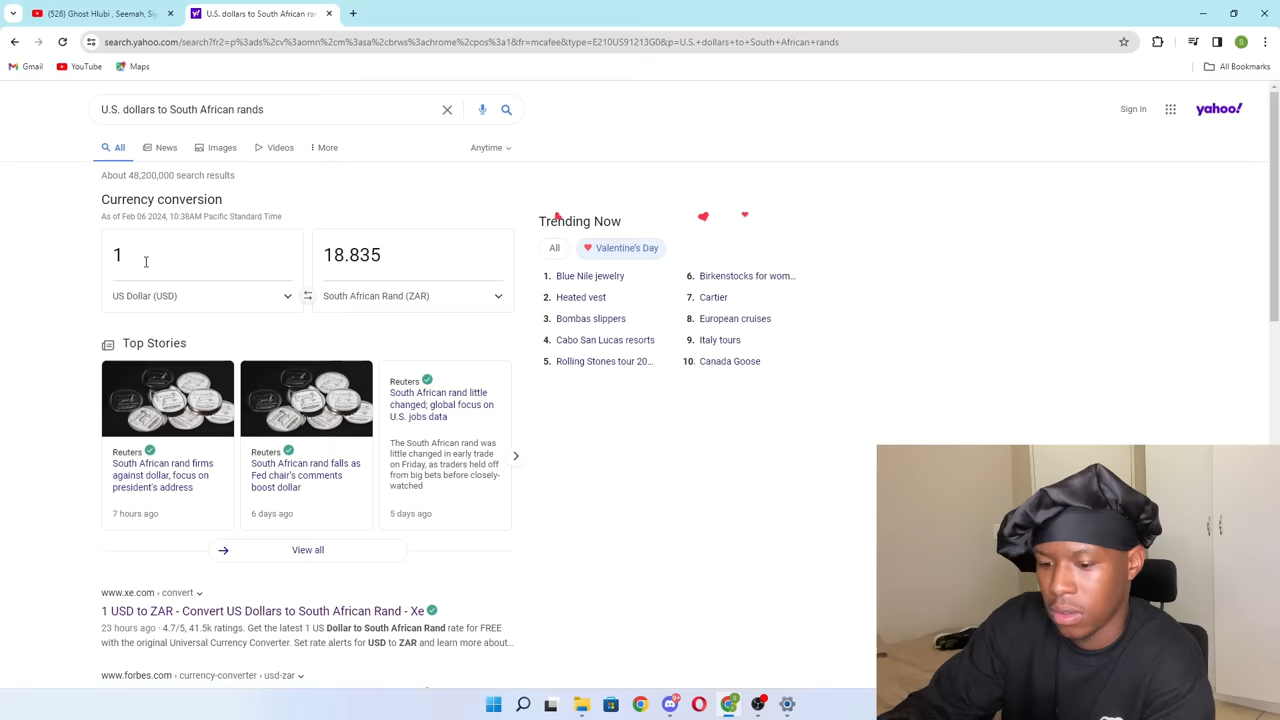 (526) Ghost Hlubi , Seemah, Siy
U.S. dollars to South African ran
search.yahoo.com/search?fr2=p%3ads%2cv%3aomn%2cm%3asa%2cbrws%3achrome%2cpos%3a1&fr=mcafee&type=E210US91213G0&p=U.S.+dollars+to+South+African+rands
S
Gmail
YouTube
Maps
All Bookmarks
U.S. dollars to South African rands
Sign In
yahoo!
All
News
Images
Videos
More
Anytime
About 48,200,000 search results
Currency conversion
As of Feb 06 2024, 10:38AM Pacific Standard Time
1
18.835
US Dollar (USD)
South African Rand (ZAR)
Trending Now
All
Valentine's Day
1. Blue Nile jewelry
2. Heated vest
3. Bombas slippers
4. Cabo San Lucas resorts
5. Rolling Stones tour 20...
6. Birkenstocks for wom...
7. Cartier
8. European cruises
9. Italy tours
10. Canada Goose
Top Stories
Reuters
South African rand firms
against dollar, focus on
president's address
7 hours ago
Reuters
South African rand falls as
Fed chair's comments
boost dollar
6 days ago
Reuters
South African rand little
changed; global focus on
U.S. jobs data
The South African rand was
little changed in early trade
on Friday, as traders held off
from big bets before closely-
watched
5 days ago
View all
www.xe.com › convert
1 USD to ZAR - Convert US Dollars to South African Rand - Xe
23 hours ago · 4.7/5, 41.5k ratings. Get the latest 1 US Dollar to South African Rand rate for FREE
with the original Universal Currency Converter. Set rate alerts for USD to ZAR and learn more about...
www.forbes.com › currency-converter › usd-zar
9+